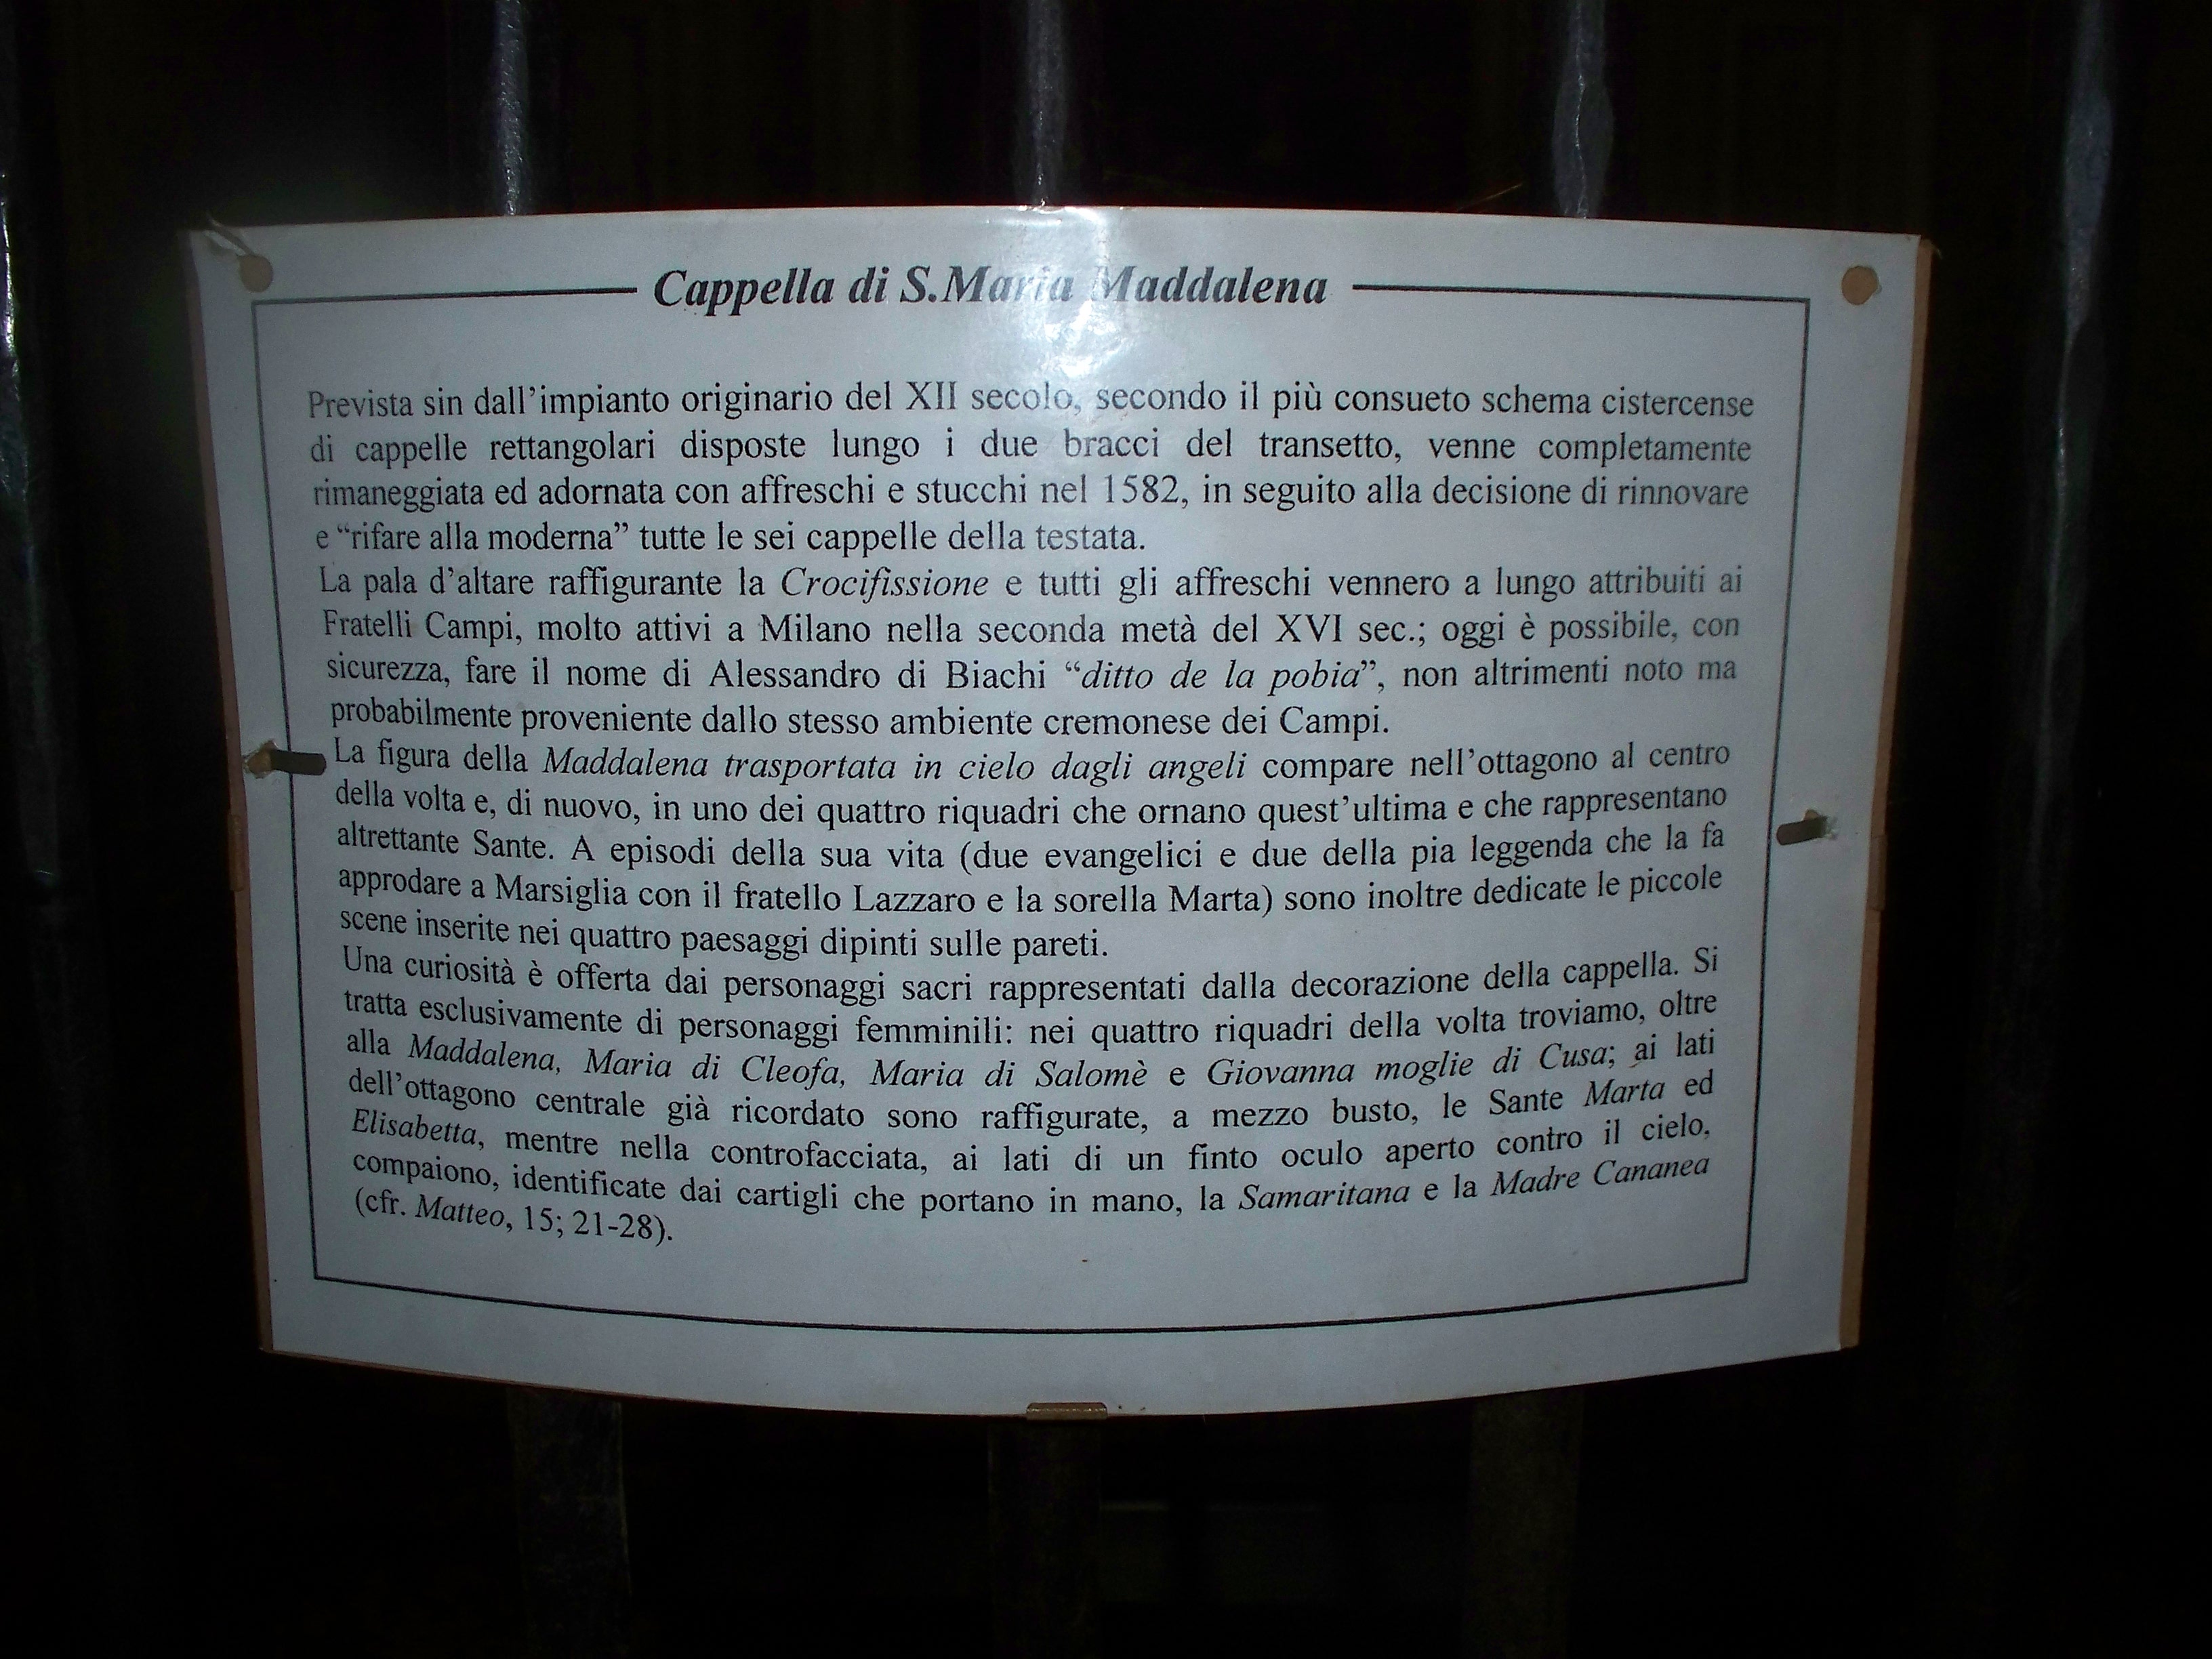 Cappella di S.Maria Maddalena
Prevista sin dall'impianto originario del XII secolo, secondo il più consueto schema cistercense
di cappelle rettangolari disposte lungo i due bracci del transetto, venne completamente
rimaneggiata ed adornata con affreschi e stucchi nel 1582, in seguito alla decisione di rinnovare
e “rifare alla moderna” tutte le sei cappelle della testata.
La pala d'altare raffigurante la Crocifissione e tutti gli affreschi vennero a lungo attribuiti ai
Fratelli Campi, molto attivi a Milano nella seconda metà del XVI sec.; oggi è possibile, con
sicurezza, fare il nome di Alessandro di Biachi “ditto de la pobia”, non altrimenti noto ma
probabilmente proveniente dallo stesso ambiente cremonese dei Campi.
La figura della Maddalena trasportata in cielo dagli angeli compare nell'ottagono al centro
della volta e, di nuovo, in uno dei quattro riquadri che ornano quest'ultima e che rappresentano
altrettante Sante. A episodi della sua vita (due evangelici e due della pia leggenda che la fa
approdare a Marsiglia con il fratello Lazzaro e la sorella Marta) sono inoltre dedicate le piccole
scene inserite nei quattro paesaggi dipinti sulle pareti.
Una curiosità è offerta dai personaggi sacri rappresentati dalla decorazione della cappella. Si
tratta esclusivamente di personaggi femminili: nei quattro riquadri della volta troviamo, oltre
alla Maddalena, Maria di Cleofa, Maria di Salomè e Giovanna moglie di Cusa; ai lati
dell'ottagono centrale già ricordato sono raffigurate, a mezzo busto, le Sante Marta ed
Elisabetta, mentre nella controfacciata, ai lati di un finto oculo aperto contro il cielo,
compaiono, identificate dai cartigli che portano in mano, la Samaritana e la Madre Cananea
(cfr. Matteo, 15; 21-28).